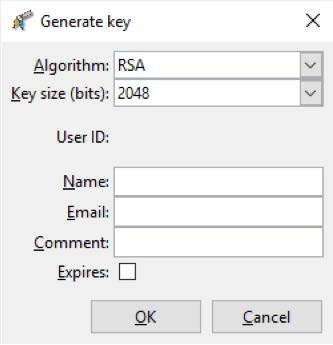 Generate key
Algorithm: RSA
Key size (bits): 2048
User ID:
Name:
Email:
Comment:
Expires:
OK Cancel